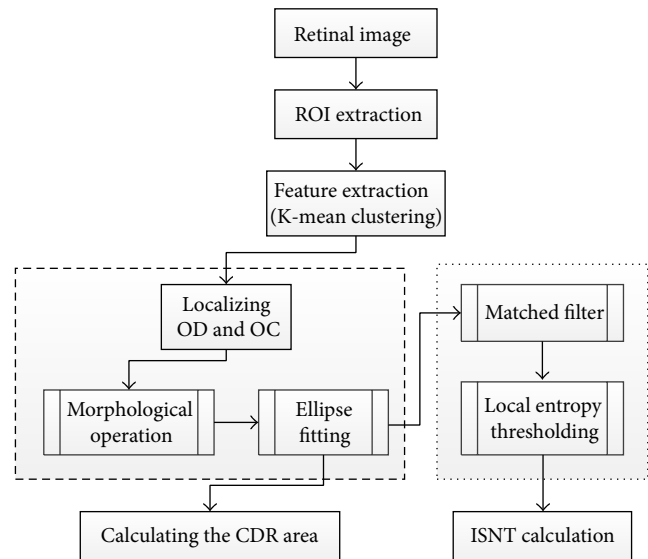 Retinal image
ROI extraction
Feature extraction
(K-mean clustering)
Localizing
OD and OC
Matched filter
Morphological
operation
Ellipse
fitting
Local entropy
thresholding
Calculating the CDR area
ISNT calculation